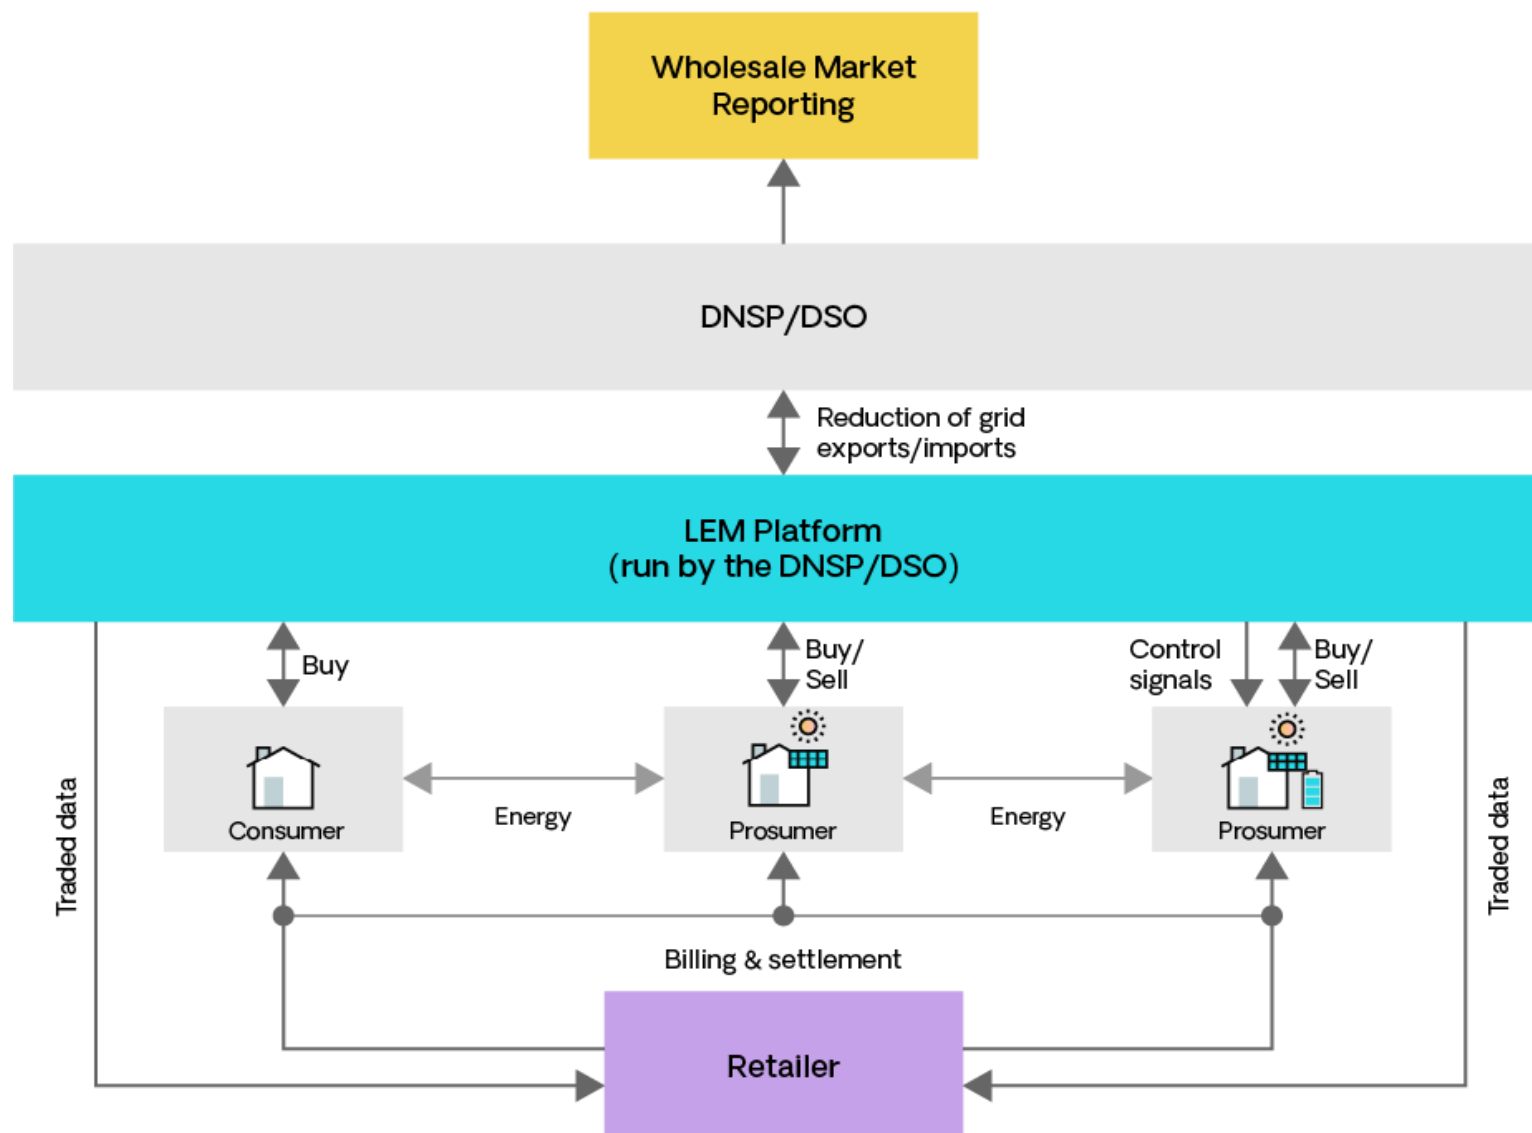 Wholesale Market
Reporting
DNSP/DSO
Reduction of grid
exports/imports
LEM Platform
(run by the DNSP/DSO)
Buy
Buy/
Sell
Control
signals
Buy/
Sell
Energy
Energy
Consumer
Prosumer
Prosumer
Traded data
Traded data
Billing & settlement
Retailer